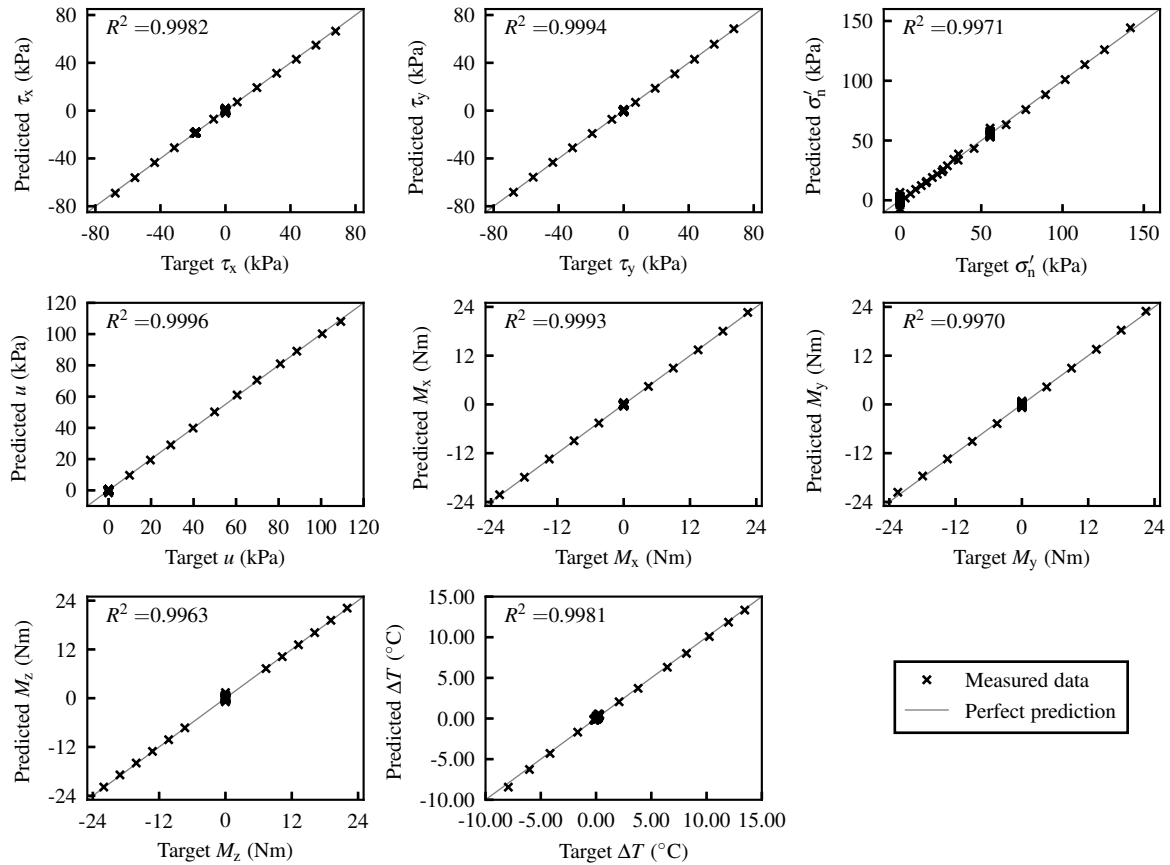 R² =0.9982
80
40
0
-40
-80
Predicted τx (kPa)
-80 -40 0 40 80
Target τx (kPa)
R² =0.9994
80
40
0
-40
-80
Predicted τy (kPa)
-80 -40 0 40 80
Target τy (kPa)
R² =0.9971
150
100
50
0
Predicted σ′n (kPa)
0 50 100 150
Target σ′n (kPa)
R² =0.9996
120
100
80
60
40
20
0
Predicted u (kPa)
0 20 40 60 80 100 120
Target u (kPa)
R² =0.9993
24
12
0
-12
-24
Predicted Mx (Nm)
-24 -12 0 12 24
Target Mx (Nm)
R² =0.9970
24
12
0
-12
-24
Predicted My (Nm)
-24 -12 0 12 24
Target My (Nm)
R² =0.9963
24
12
0
-12
-24
Predicted Mz (Nm)
-24 -12 0 12 24
Target Mz (Nm)
R² =0.9981
15.00
10.00
5.00
0.00
-5.00
-10.00
Predicted ΔT (°C)
-10.00 -5.00 0.00 5.00 10.00 15.00
Target ΔT (°C)
Measured data
Perfect prediction